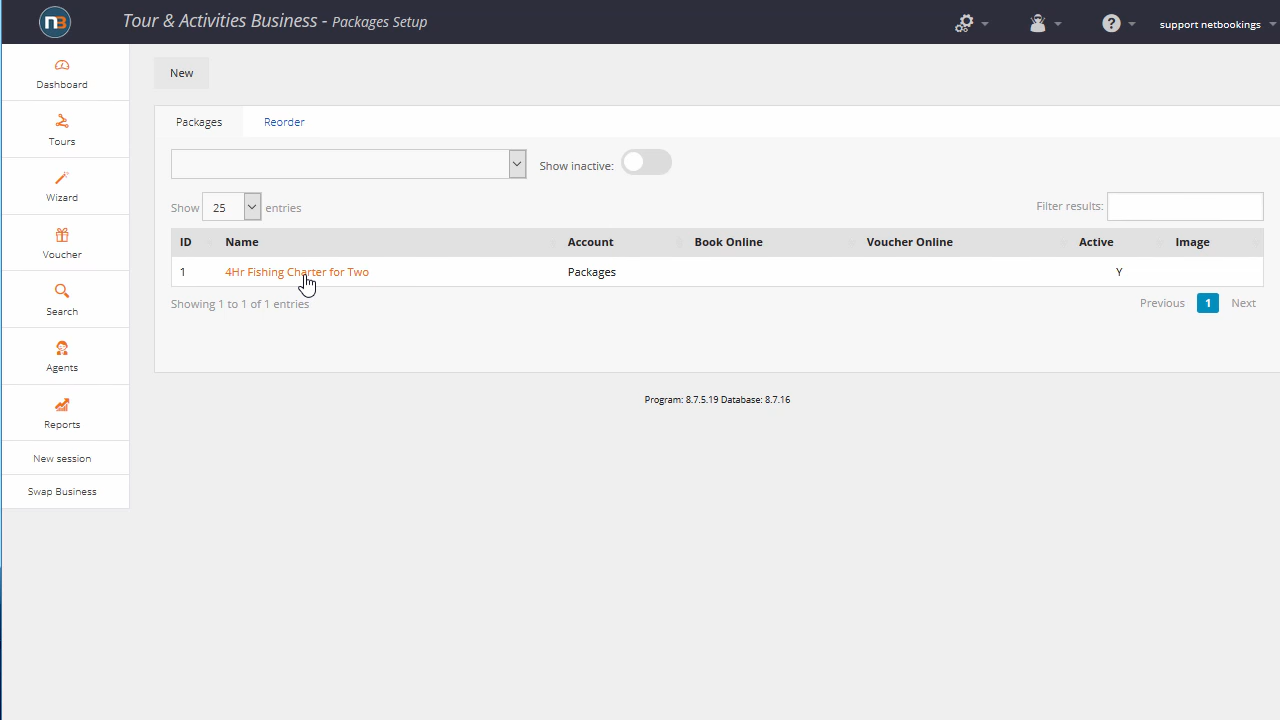 n3 Tour & Activities Business - Packages Setup
support netbookings
Dashboard
Tours
Wizard
Voucher
Search
Agents
Reports
New session
Swap Business
New
Packages Reorder
Show inactive:
Show 25 entries
Filter results:
ID Name Account Book Online Voucher Online Active Image
1 4Hr Fishing Charter for Two Packages Y
Showing 1 to 1 of 1 entries
Previous 1 Next
Program: 8.7.5.19 Database: 8.7.16